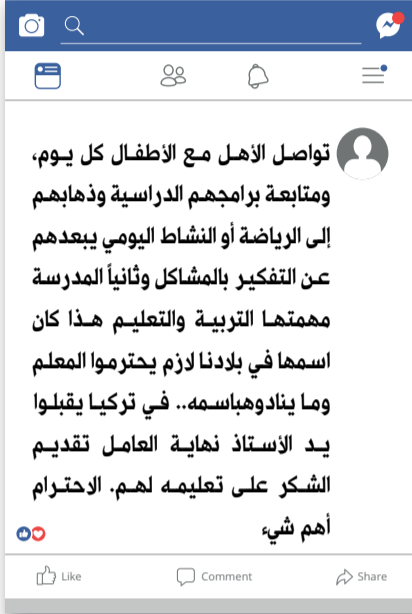 تواصل الأهل مع الأطفال كل يوم،
ومتابعة برامجهم الدراسية وذهابهم
إلى الرياضة أو النشاط اليومي يبعدهم
عن التفكير بالمشاكل وثانياً المدرسة
مهمتها التربية والتعليم هذا كان
اسمها في بلادنا لازم يحترموا المعلم
وما ينادوهباسمه.. في تركيا يقبلوا
يد الأستاذ نهاية العامل تقديم
الشكر على تعليمه لهم. الاحترام
أهم شيء
Like
Comment
Share